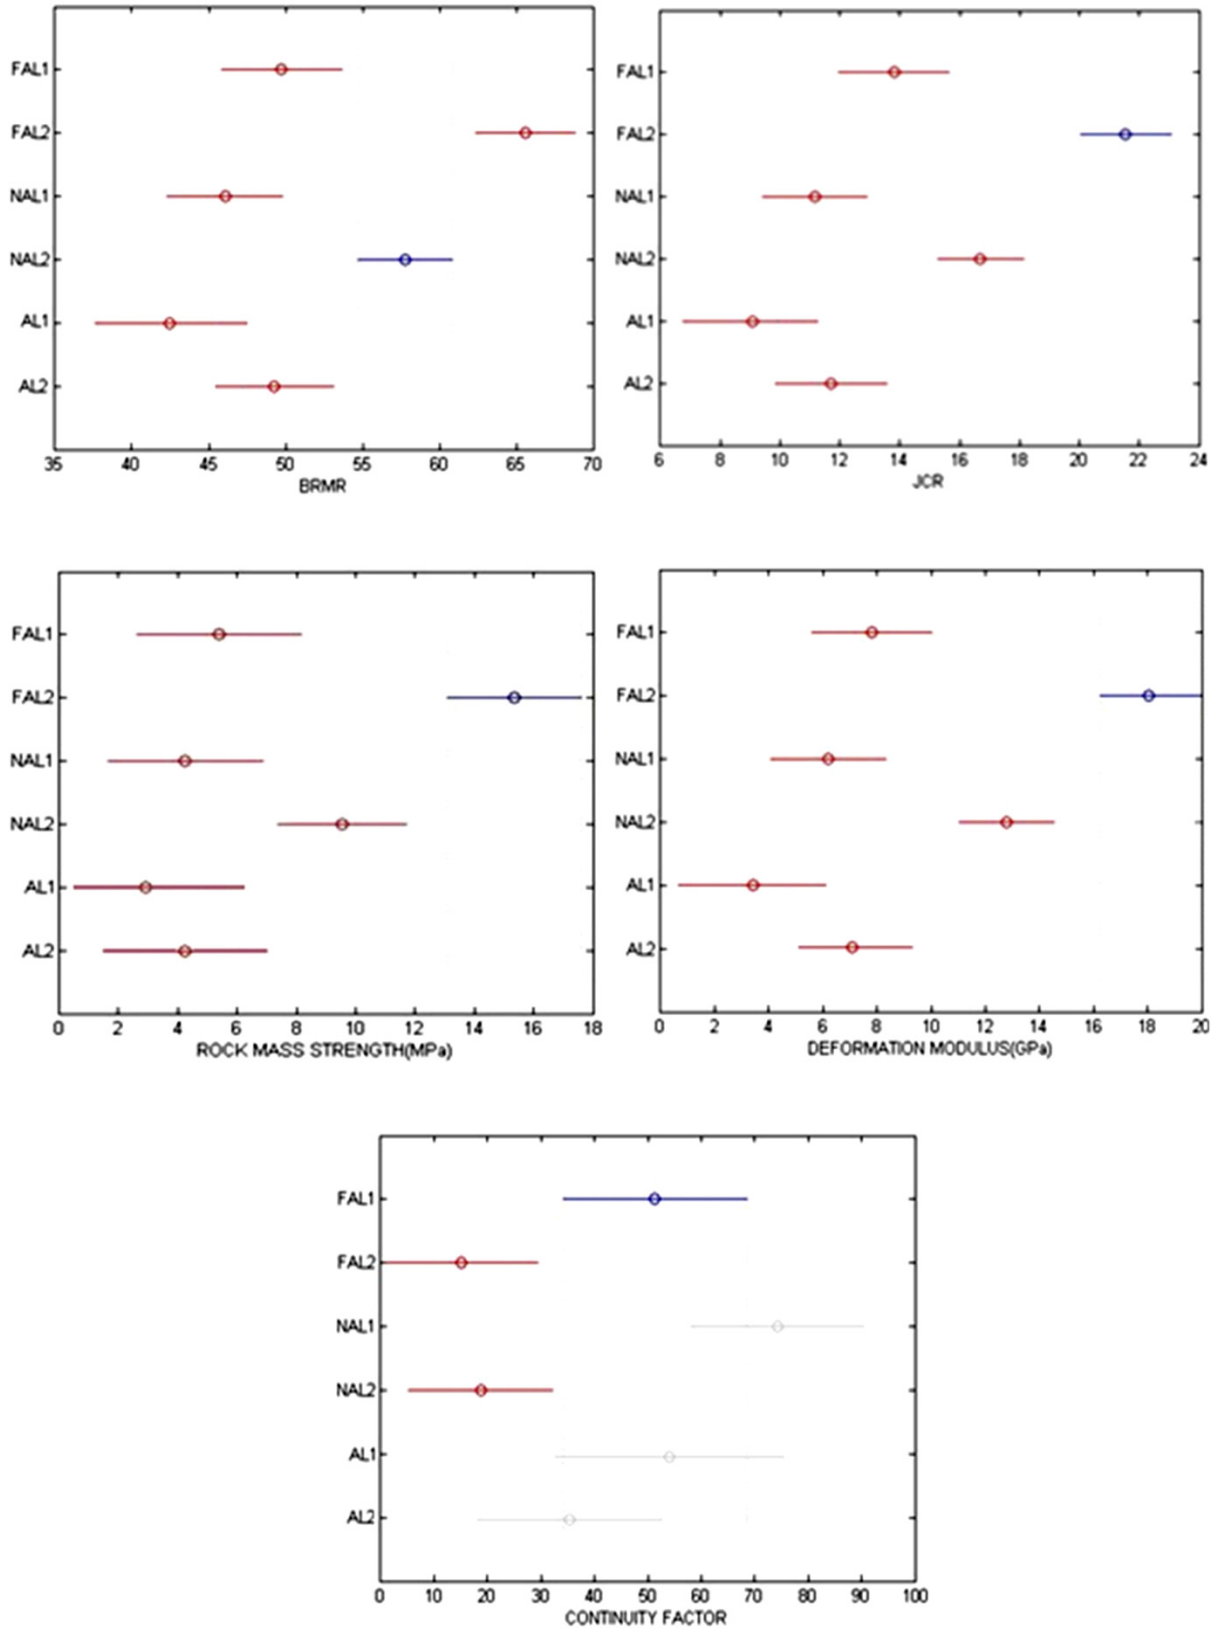 FAL1
FAL2
NAL1
NAL2
AL1
AL2
35 40 45 50 55 60 65 70
BRMR
FAL1
FAL2
NAL1
NAL2
AL1
AL2
6 8 10 12 14 16 18 20 22 24
JCR
FAL1
FAL2
NAL1
NAL2
AL1
AL2
0 2 4 6 8 10 12 14 16 18
ROCK MASS STRENGTH(MPa)
FAL1
FAL2
NAL1
NAL2
AL1
AL2
0 2 4 6 8 10 12 14 16 18 20
DEFORMATION MODULUS(GPa)
FAL1
FAL2
NAL1
NAL2
AL1
AL2
0 10 20 30 40 50 60 70 80 90 100
CONTINUITY FACTOR